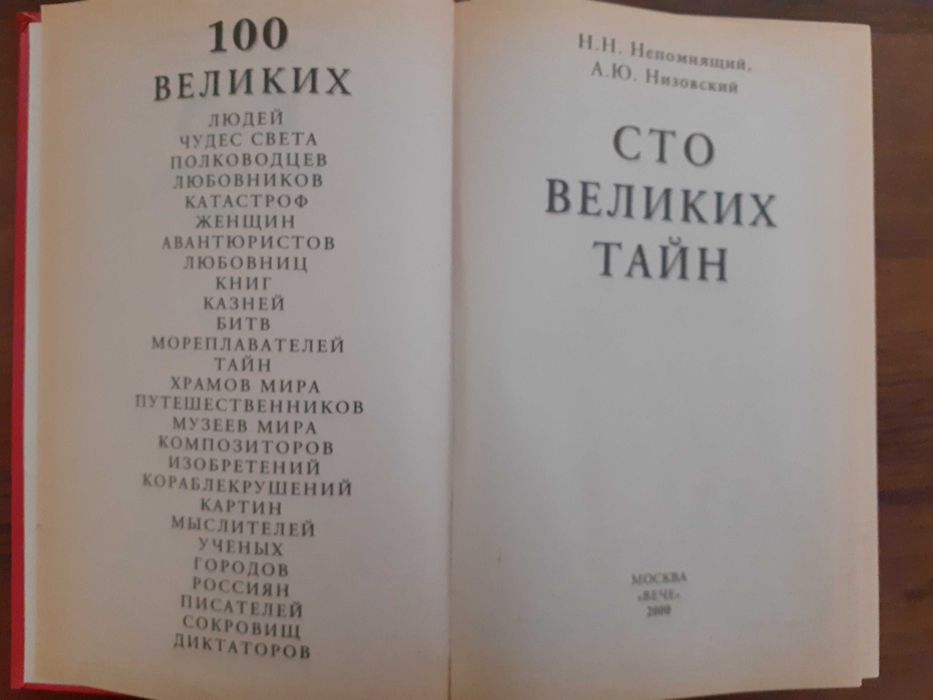 100
ВЕЛИКИХ
ЛЮДЕЙ
ЧУДЕС СВЕТА
ПОЛКОВОДЦЕВ
ЛЮБОВНИКОВ
КАТАСТРОФ
ЖЕНЩИН
АВАНТЮРИСТОВ
ЛЮБОВНИЦ
КНИГ
КАЗНЕЙ
БИТВ
МОРЕПЛАВАТЕЛЕЙ
ТАЙН
ХРАМОВ МИРА
ПУТЕШЕСТВЕННИКОВ
МУЗЕЕВ МИРА
КОМПОЗИТОРОВ
ИЗОБРЕТЕНИЙ
КОРАБЛЕКРУШЕНИЙ
КАРТИН
МЫСЛИТЕЛЕЙ
УЧЕНЫХ
ГОРОДОВ
РОССИЯН
ПИСАТЕЛЕЙ
СОКРОВИЩ
ДИКТАТОРОВ
Н.Н. Непомнящий,
А.Ю. Низовский
СТО
ВЕЛИКИХ
ТАЙН
МОСКВА
«ВЕЧЕ»
2000